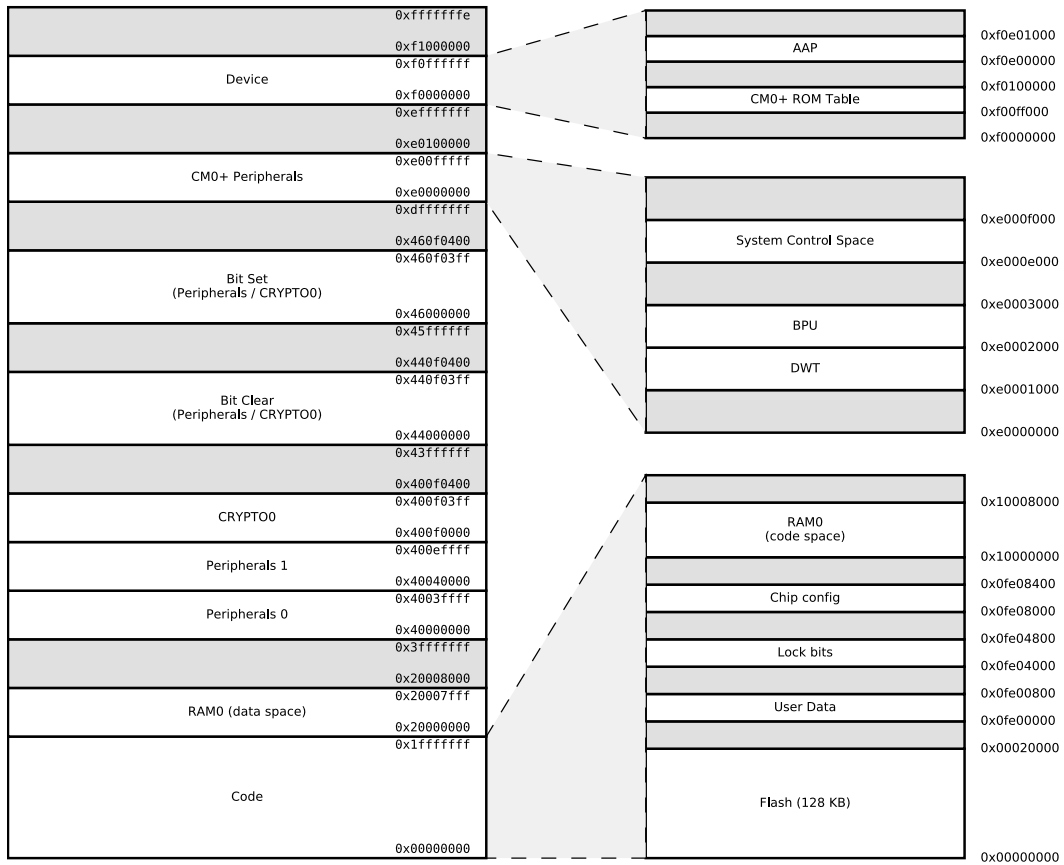 0xfffffffe
0xf1000000
0xf0ffffff
Device
0xf0000000
0xefffffff
0xe0100000
0xe00fffff
CM0+ Peripherals
0xe0000000
0xdfffffff
0x460f0400
0x460f03ff
Bit Set
(Peripherals / CRYPTO0)
0x46000000
0x45ffffff
0x440f0400
0x440f03ff
Bit Clear
(Peripherals / CRYPTO0)
0x44000000
0x43ffffff
0x400f0400
0x400f03ff
CRYPTO0
0x400f0000
0x400effff
Peripherals 1
0x40040000
0x4003ffff
Peripherals 0
0x40000000
0x3fffffff
0x20008000
0x20007fff
RAM0 (data space)
0x20000000
0x1fffffff
Code
0x00000000
0xf0e01000
AAP
0xf0e00000
0xf0100000
CM0+ ROM Table
0xf00ff000
0xf0000000
0xe000f000
System Control Space
0xe000e000
0xe0003000
BPU
0xe0002000
DWT
0xe0001000
0xe0000000
0x10008000
RAM0
(code space)
0x10000000
0x0fe08400
Chip config
0x0fe08000
0x0fe04800
Lock bits
0x0fe04000
0x0fe00800
User Data
0x0fe00000
0x00020000
Flash (128 KB)
0x00000000